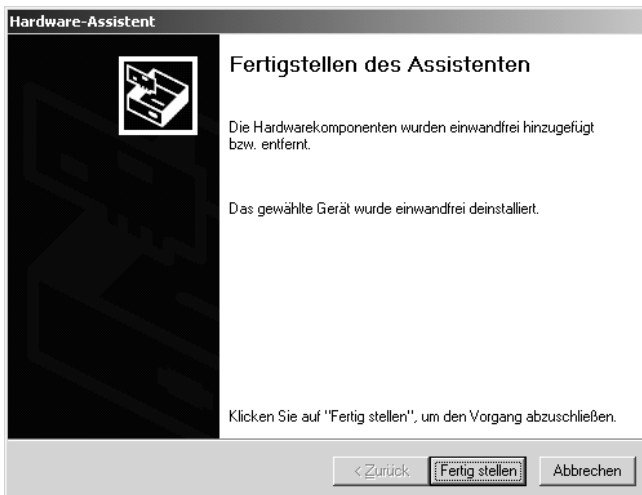 Hardware-Assistent
Fertigstellen des Assistenten
Die Hardwarekomponenten wurden einwandfrei hinzugefügt
bzw. entfernt.
Das gewählte Gerät wurde einwandfrei deinstalliert.
Klicken Sie auf "Fertig stellen", um den Vorgang abzuschließen.
< Zurück Fertig stellen Abbrechen